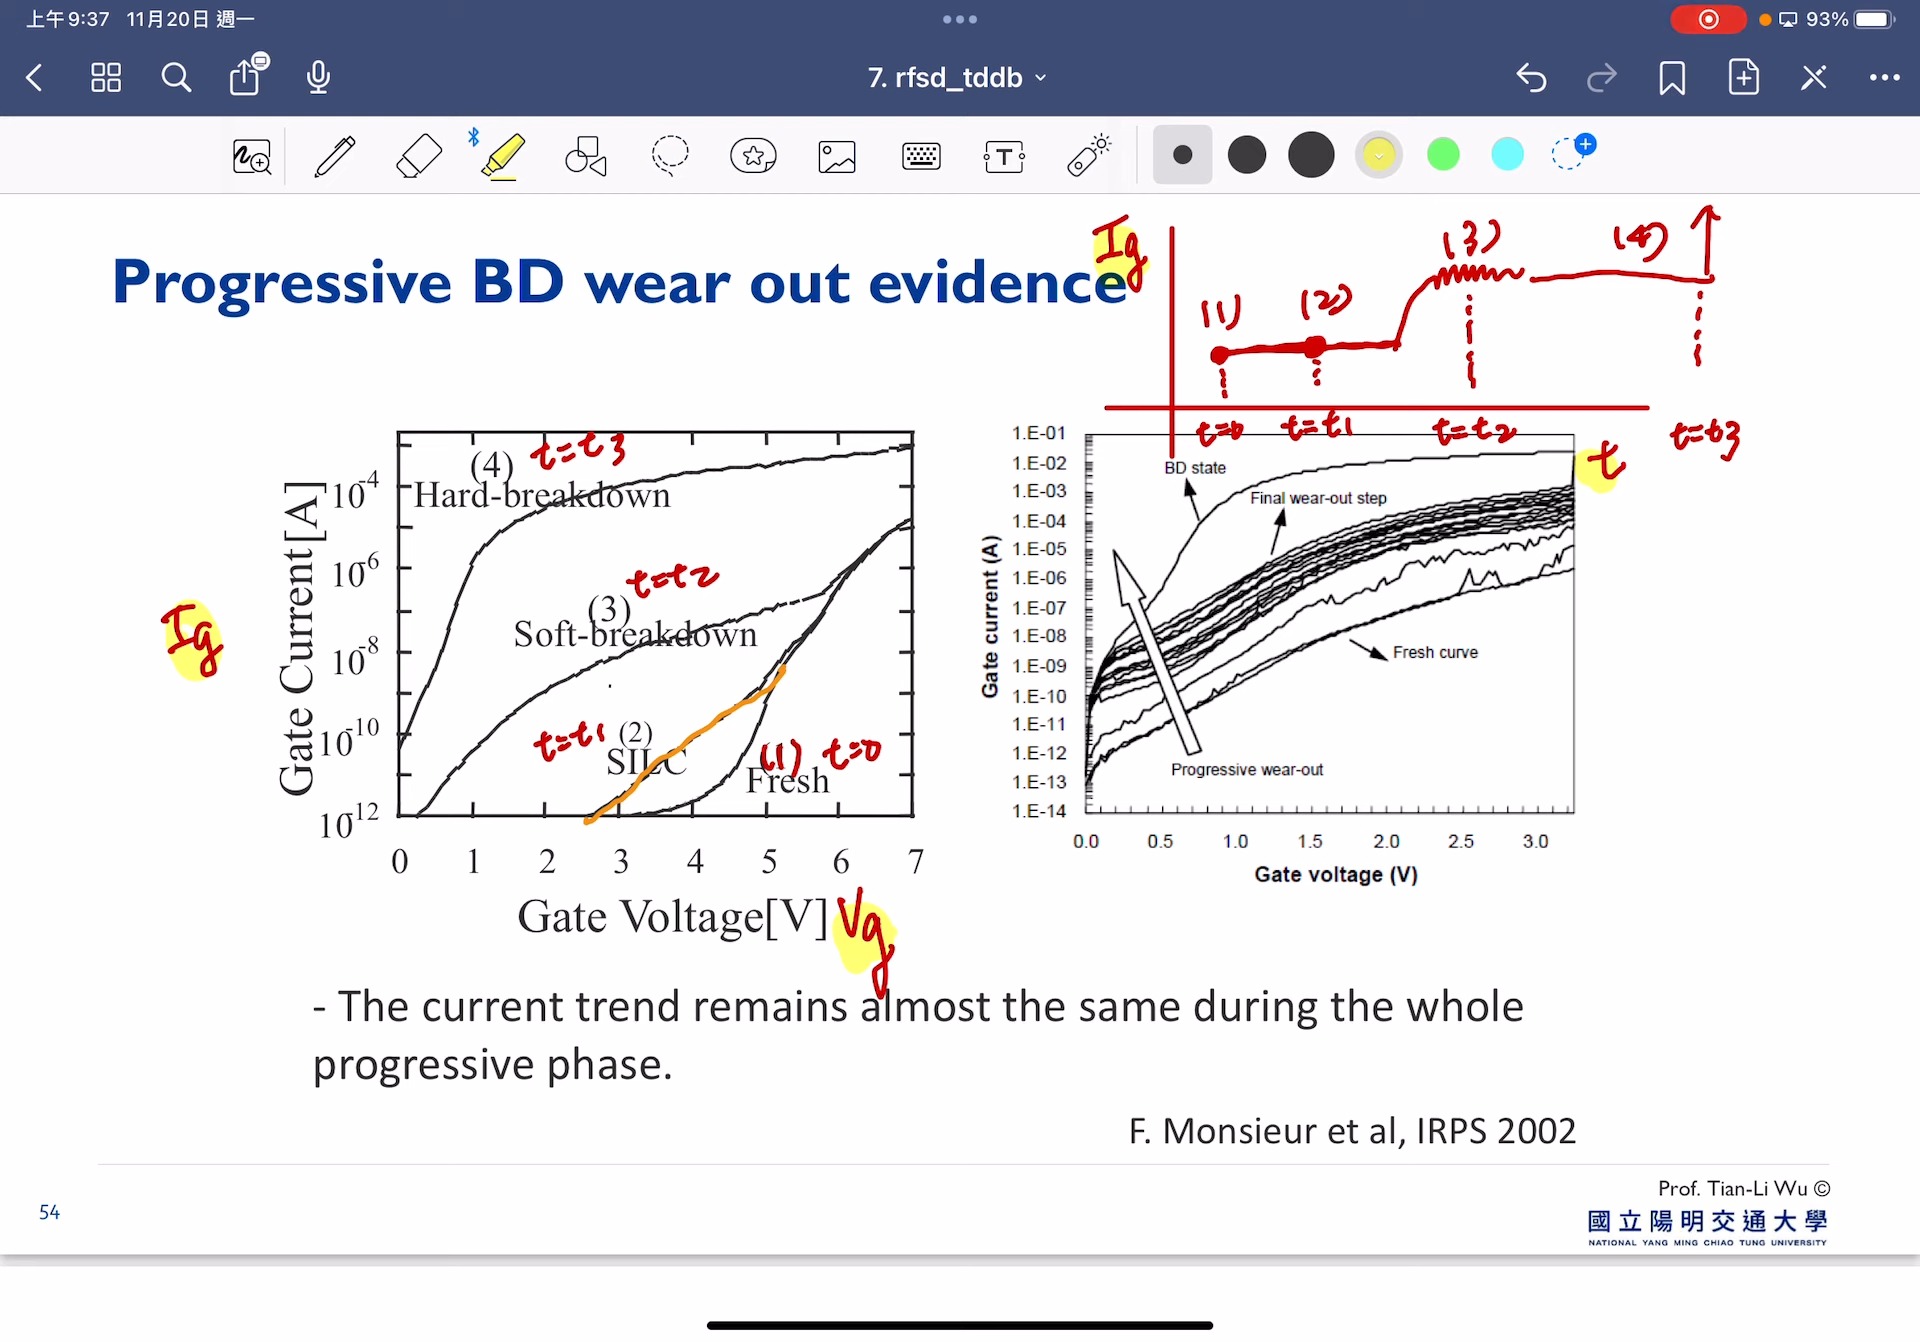 上午9:37 11月20日 週一
93%
7. rfsd_tddb
T
Progressive BD wear out evidence
Ig
(1)
(2)
(3)
(4)
t=0
t=t1
t=t2
t=t3
t
Ig
Gate Current[A]
10-4
10-6
10-8
10-10
10-12
(4) t=t3
Hard-breakdown
t=t2
(3)
Soft-breakdown
t=t1 (2)
SILC
(1) t=0
Fresh
0 1 2 3 4 5 6 7
Gate Voltage[V] Vg
Gate current (A)
1.E-01
1.E-02
1.E-03
1.E-04
1.E-05
1.E-06
1.E-07
1.E-08
1.E-09
1.E-10
1.E-11
1.E-12
1.E-13
1.E-14
BD state
Final wear-out step
Fresh curve
Progressive wear-out
0.0 0.5 1.0 1.5 2.0 2.5 3.0
Gate voltage (V)
- The current trend remains almost the same during the whole
progressive phase.
F. Monsieur et al, IRPS 2002
54
Prof. Tian-Li Wu ©
國立陽明交通大學
NATIONAL YANG MING CHIAO TUNG UNIVERSITY